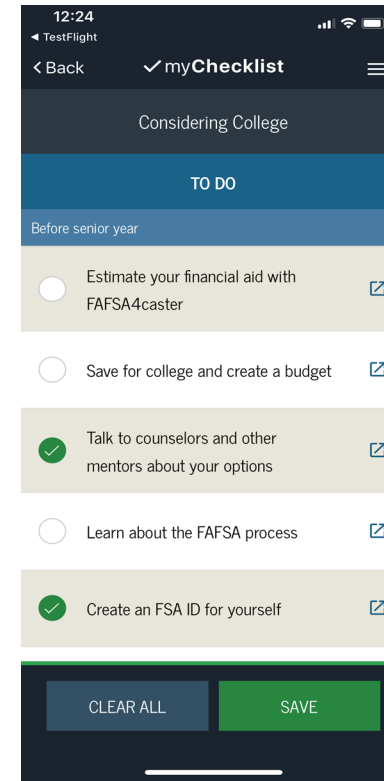 12:24
◄ TestFlight
Back
myChecklist
Considering College
TO DO
Before senior year
Estimate your financial aid with
FAFSA4caster
Save for college and create a budget
Talk to counselors and other
mentors about your options
Learn about the FAFSA process
Create an FSA ID for yourself
CLEAR ALL
SAVE